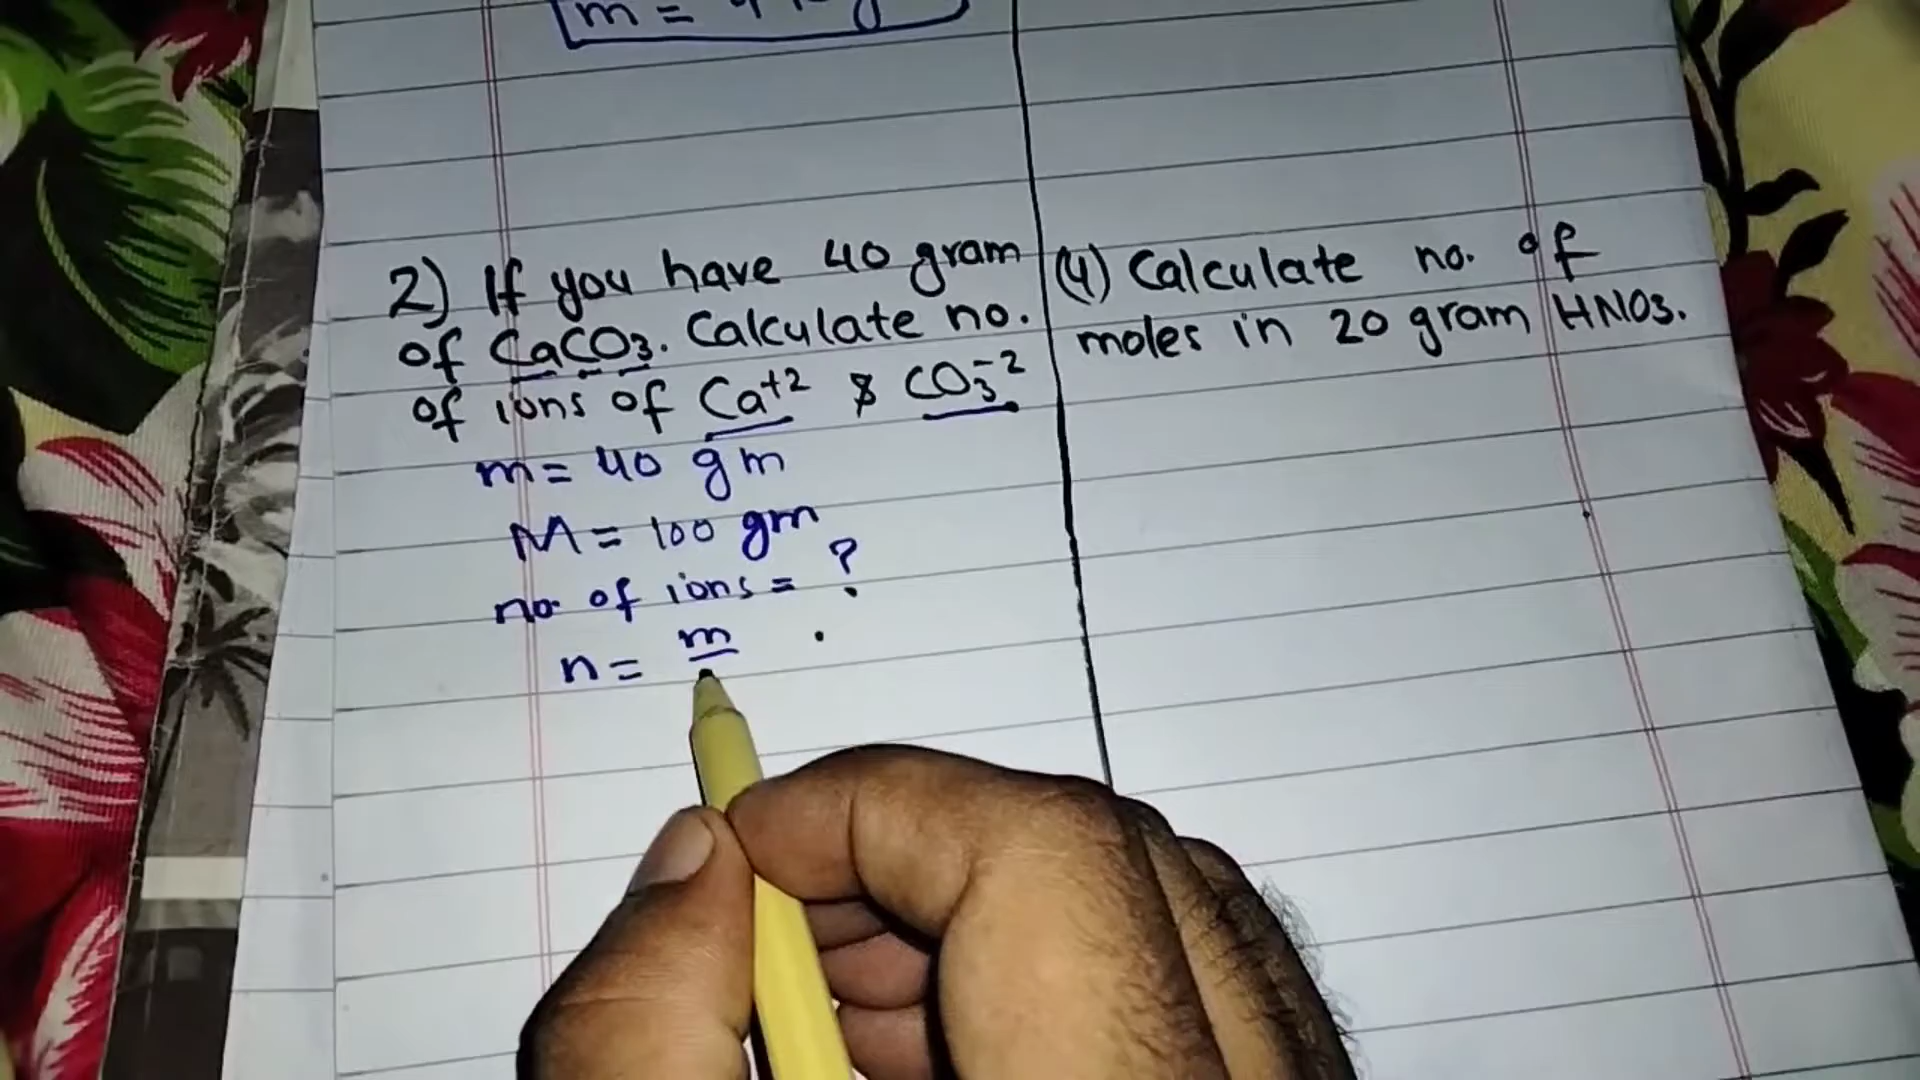 m =
2) If you have 40 gram
of CaCO3. Calculate no.
of ions of Ca+2 & CO3-2
m = 40 gm
M = 100 gm
no. of ions = ?
n = m
(4) Calculate no. of
moles in 20 gram HNO3.